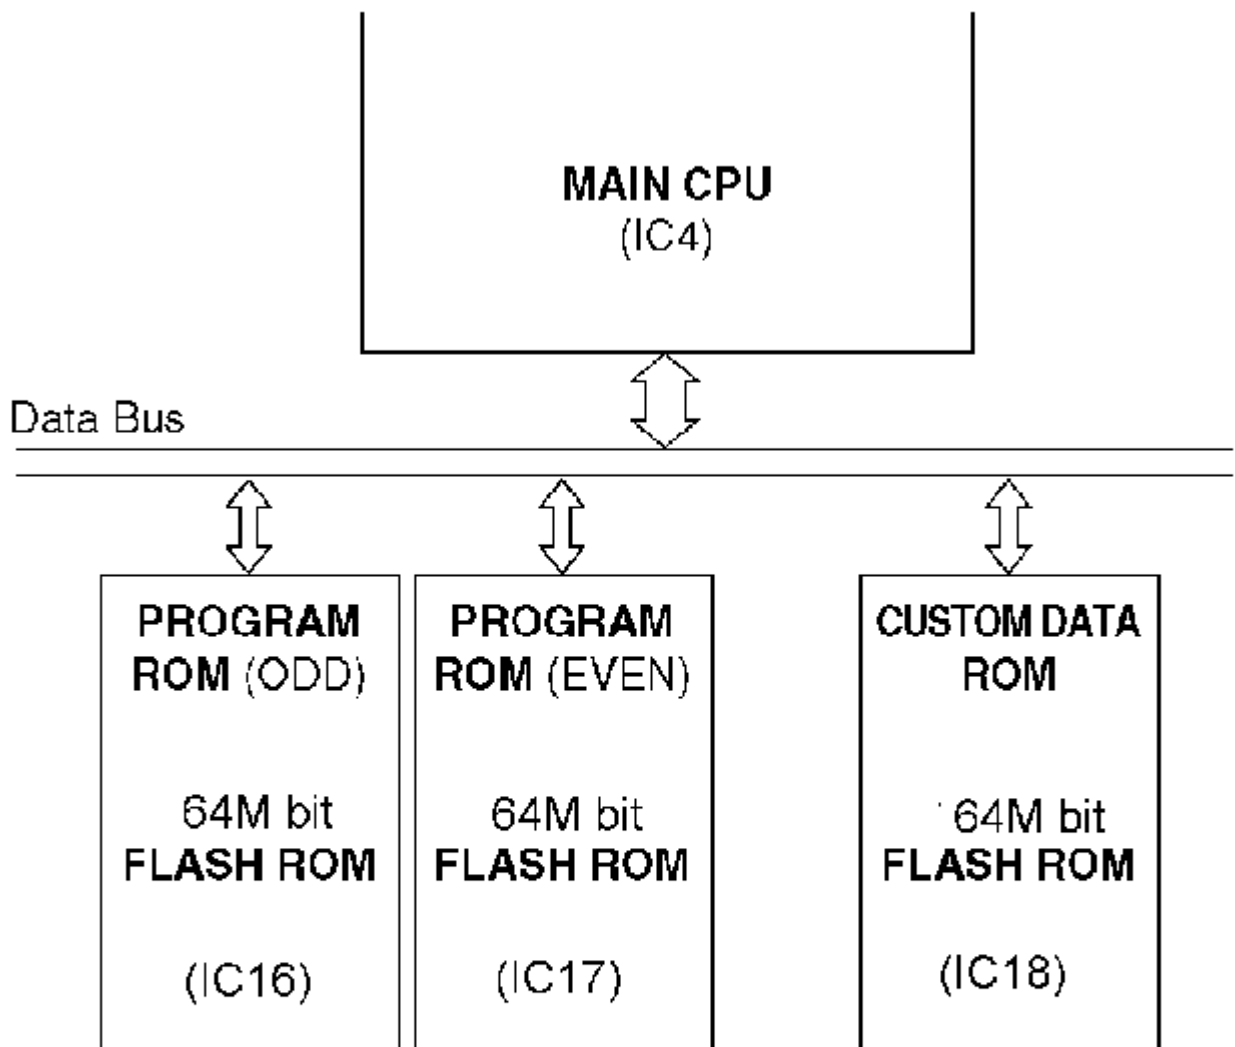 MAIN CPU
(IC4)
Data Bus
PROGRAM
ROM (ODD)
64M bit
FLASH ROM
(IC16)
PROGRAM
ROM (EVEN)
64M bit
FLASH ROM
(IC17)
CUSTOM DATA
ROM
64M bit
FLASH ROM
(IC18)